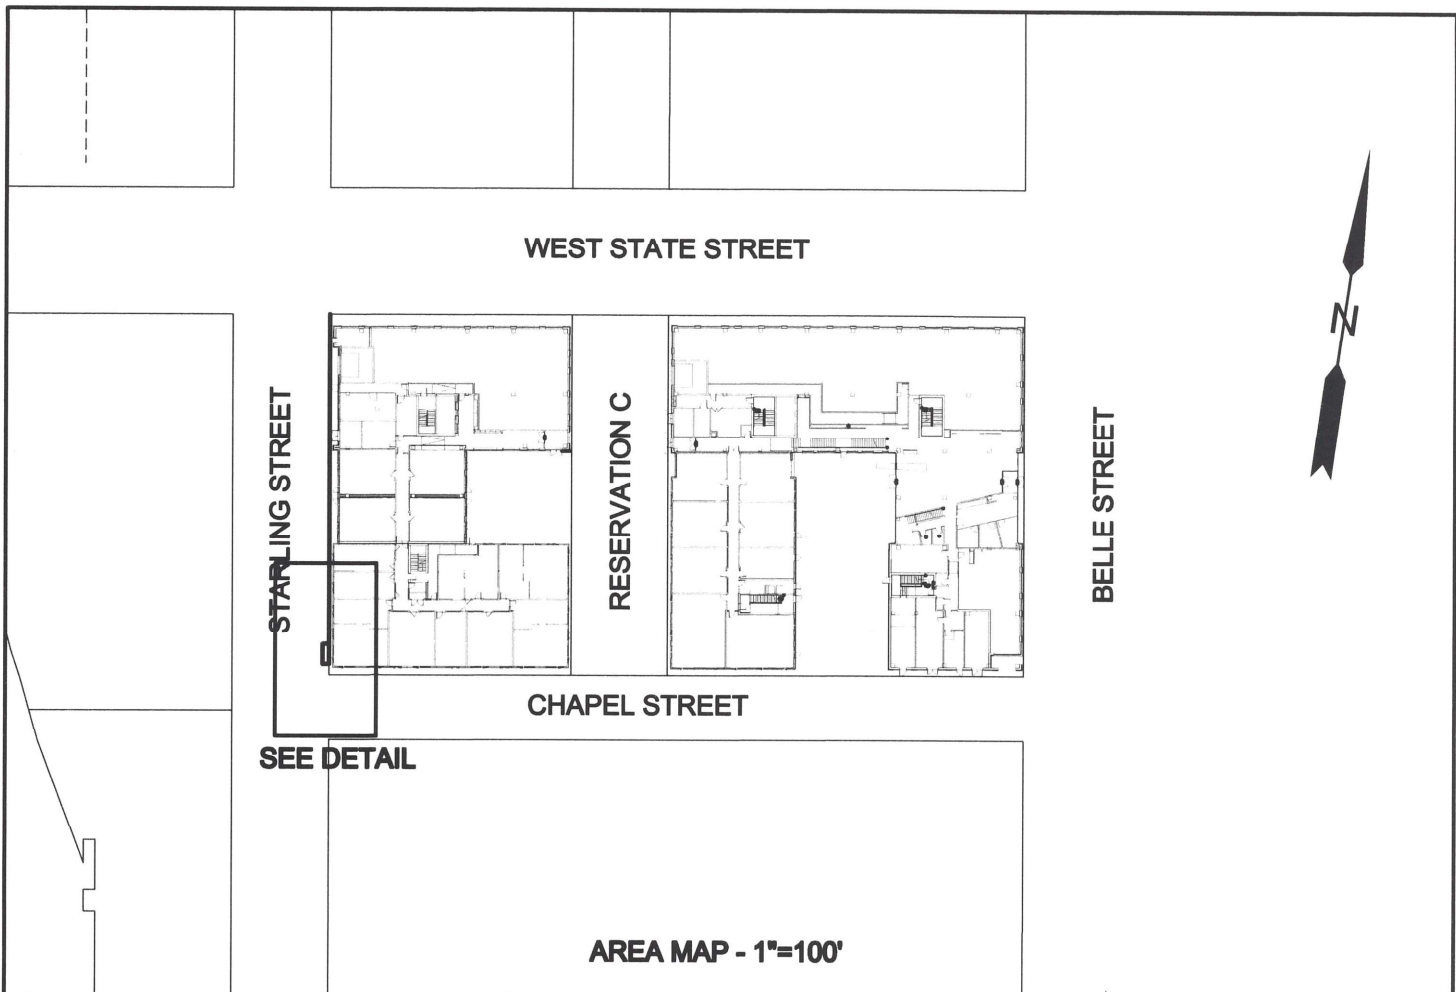 WEST STATE STREET
STARLING STREET
RESERVATION C
BELLE STREET
N
CHAPEL STREET
SEE DETAIL
AREA MAP - 1"=100'